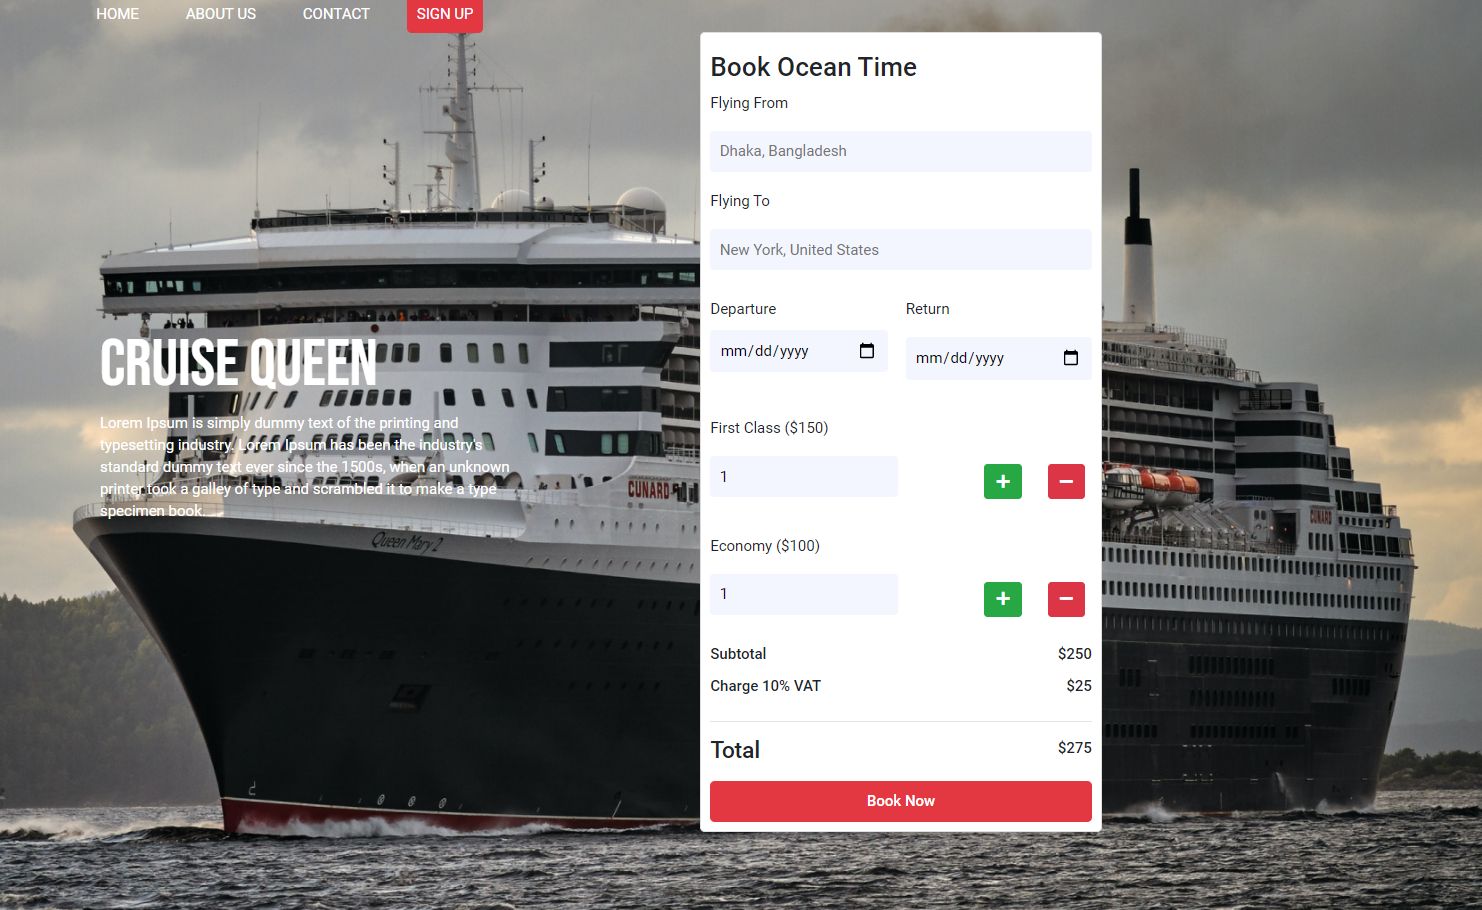 HOME ABOUT US CONTACT SIGN UP
Book Ocean Time
Flying From
Dhaka, Bangladesh
Flying To
New York, United States
Departure Return
mm/dd/yyyy mm/dd/yyyy
First Class ($150)
1 + −
Economy ($100)
1 + −
Subtotal $250
Charge 10% VAT $25
Total $275
Book Now
CRUISE QUEEN
Lorem Ipsum is simply dummy text of the printing and
typesetting industry. Lorem Ipsum has been the industry's
standard dummy text ever since the 1500s, when an unknown
printer took a galley of type and scrambled it to make a type
specimen book.
CUNARD
Queen Mary 2
CUNARD